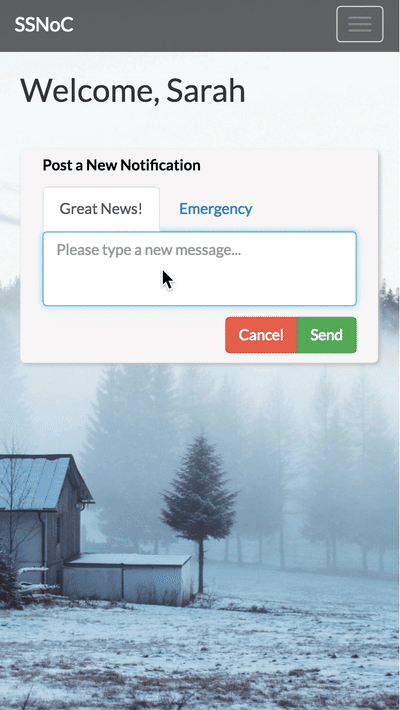 SSNoC
Welcome, Sarah
Post a New Notification
Great News! Emergency
Please type a new message...
Cancel Send